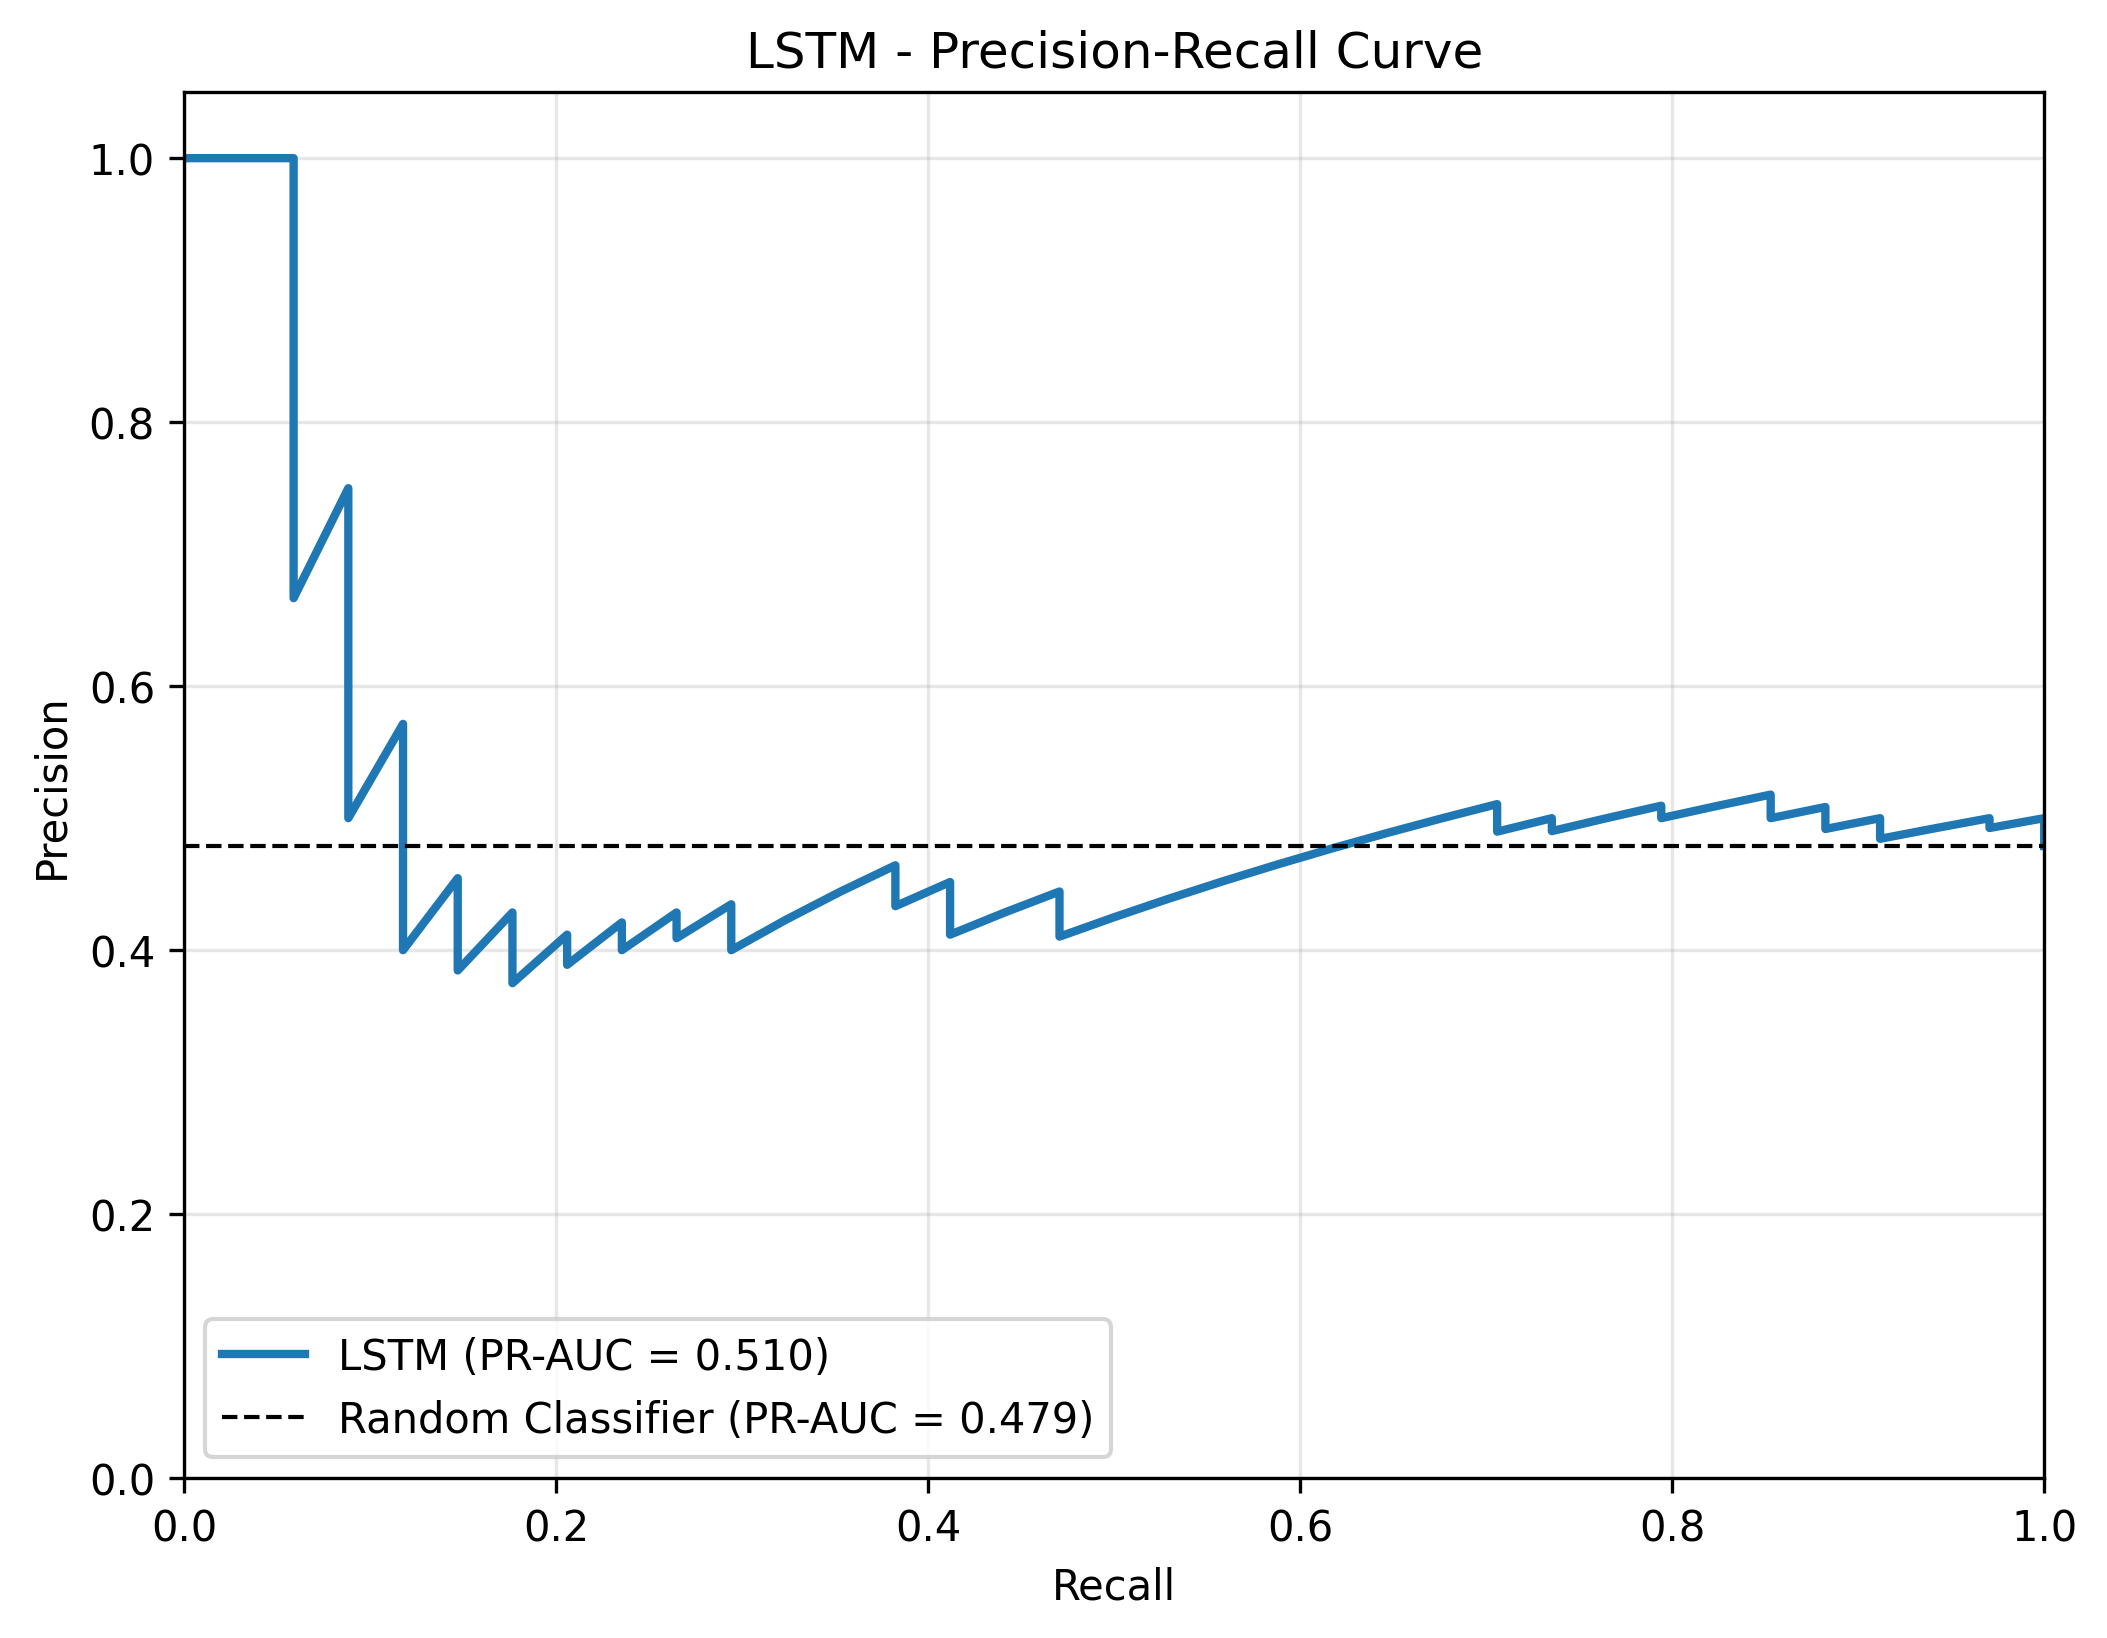 LSTM - Precision-Recall Curve
Precision
1.0
0.8
0.6
0.4
0.2
0.0
0.0 0.2 0.4 0.6 0.8 1.0
Recall
LSTM (PR-AUC = 0.510)
Random Classifier (PR-AUC = 0.479)